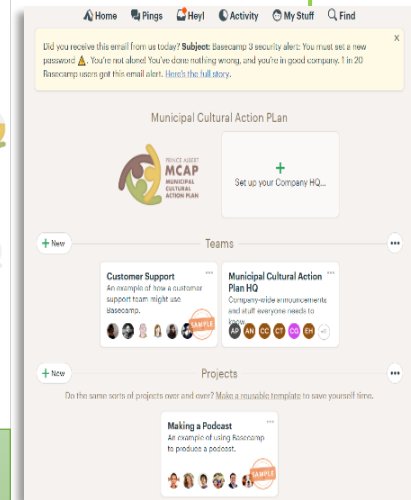 Home Pings Hey! Activity My Stuff Find
Did you receive this email from us today? Subject: Basecamp 3 security alert: You must set a new
password ⚠. You're not alone! You've done nothing wrong, and you're in good company. 1 in 20
Basecamp users got this email alert. Here's the full story.
x
Municipal Cultural Action PLan
PRINCE ALBERT
MCAP
MUNICIPAL
CULTURAL
ACTION PLAN
+
Set up your Company HQ...
+ New
Teams
•••
Customer Support
An example of how a customer
support team might use
Basecamp.
SAMPLE
Municipal Cultural Action
Plan HQ
Company-wide announcements
and stuff everyone needs to
know.
AP AN CC CT CG EH
+ New
Projects
•••
Do the same sorts of projects over and over? Make a reusable template to save yourself time.
Making a Podcast
An example of using Basecamp
to produce a podcast.
SAMPLE